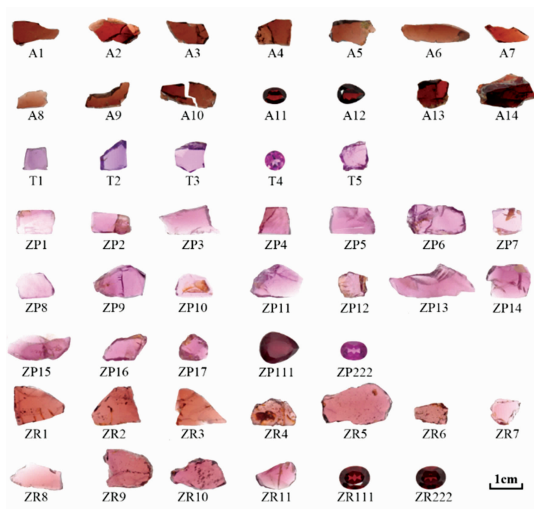 A1 A2 A3 A4 A5 A6 A7
A8 A9 A10 A11 A12 A13 A14
T1 T2 T3 T4 T5
ZP1 ZP2 ZP3 ZP4 ZP5 ZP6 ZP7
ZP8 ZP9 ZP10 ZP11 ZP12 ZP13 ZP14
ZP15 ZP16 ZP17 ZP111 ZP222
ZR1 ZR2 ZR3 ZR4 ZR5 ZR6 ZR7
1cm
ZR8 ZR9 ZR10 ZR11 ZR111 ZR222